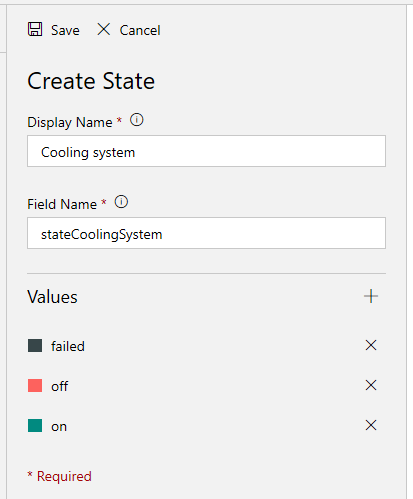 Save Cancel
Create State
Display Name *
Cooling system
Field Name *
stateCoolingSystem
Values
failed
off
on
* Required